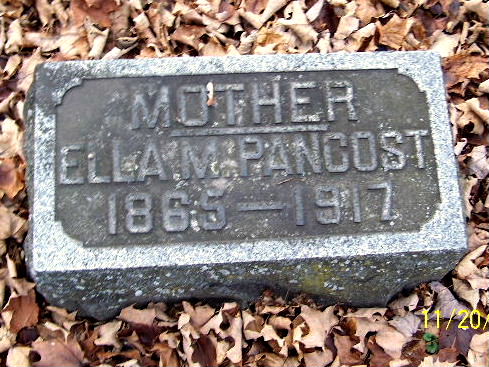 MOTHER
ELLA M. PANCOST
1865—1917
11/20/